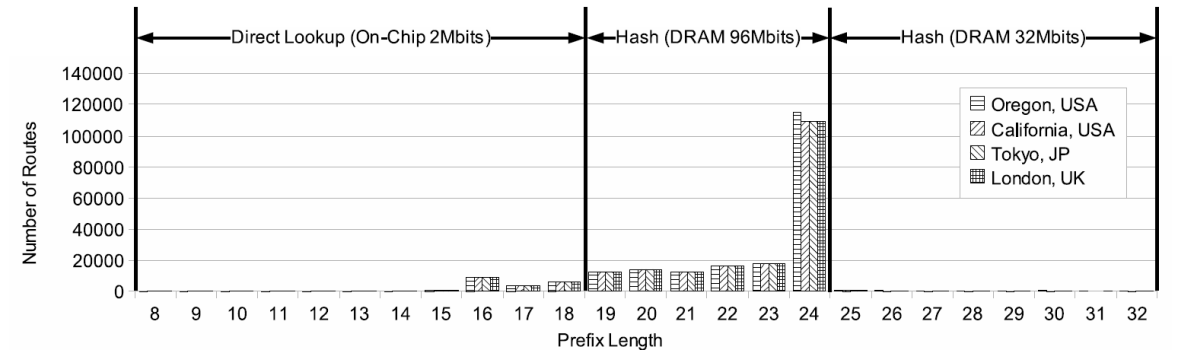 Direct Lookup (On-Chip 2Mbits) Hash (DRAM 96Mbits) Hash (DRAM 32Mbits)
140000
120000
100000
80000
60000
40000
20000
0
Number of Routes
Oregon, USA
California, USA
Tokyo, JP
London, UK
8 9 10 11 12 13 14 15 16 17 18 19 20 21 22 23 24 25 26 27 28 29 30 31 32
Prefix Length